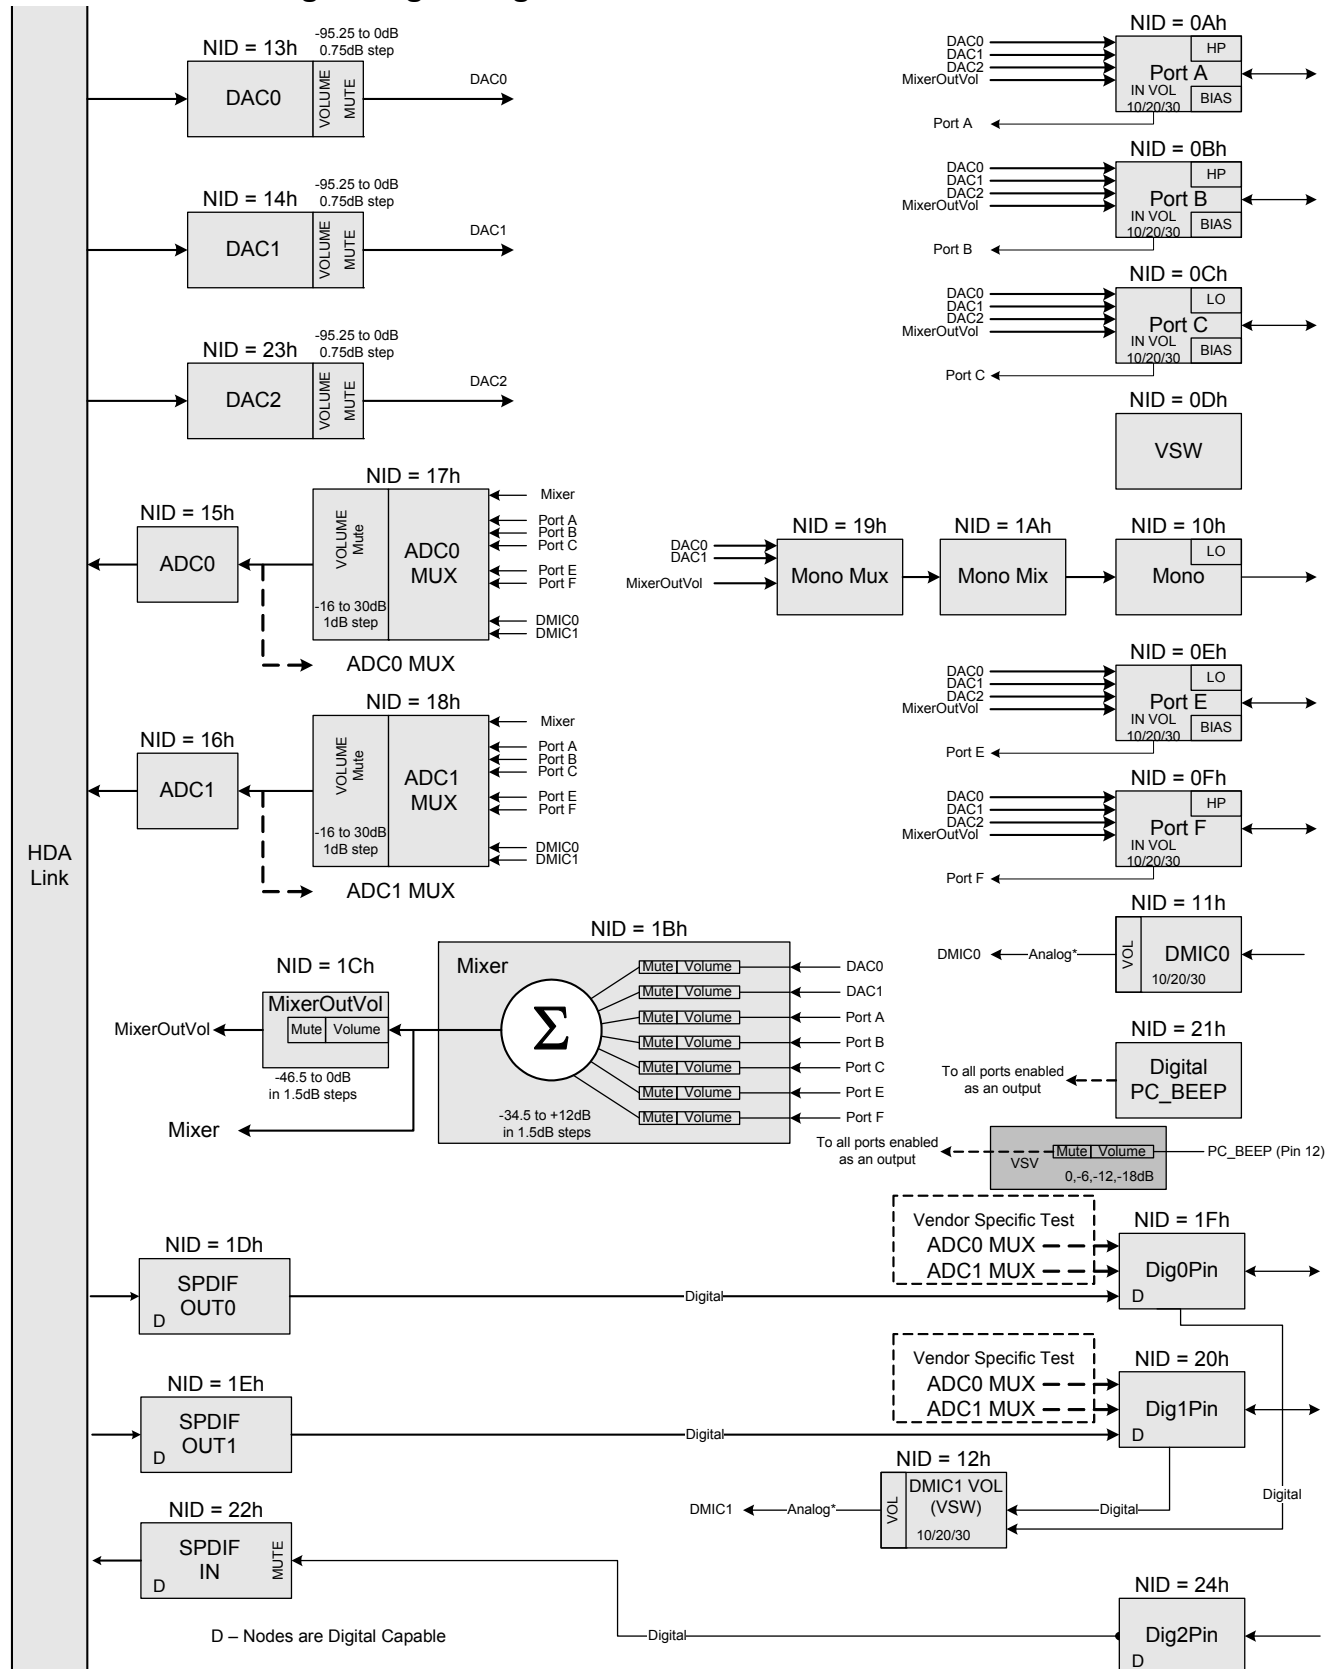 HDA
Link
NID = 13h
-95.25 to 0dB
0.75dB step
DAC0
VOLUME
MUTE
DAC0
NID = 14h
-95.25 to 0dB
0.75dB step
DAC1
VOLUME
MUTE
DAC1
NID = 23h
-95.25 to 0dB
0.75dB step
DAC2
VOLUME
MUTE
DAC2
NID = 17h
NID = 15h
ADC0
VOLUME
Mute
-16 to 30dB
1dB step
ADC0
MUX
Mixer
Port A
Port B
Port C
Port E
Port F
DMIC0
DMIC1
ADC0 MUX
NID = 18h
NID = 16h
ADC1
VOLUME
Mute
-16 to 30dB
1dB step
ADC1
MUX
Mixer
Port A
Port B
Port C
Port E
Port F
DMIC0
DMIC1
ADC1 MUX
NID = 1Bh
Mixer
Σ
Mute Volume
DAC0
Mute Volume
DAC1
Mute Volume
Port A
Mute Volume
Port B
Mute Volume
Port C
Mute Volume
Port E
Mute Volume
Port F
-34.5 to +12dB
in 1.5dB steps
NID = 1Ch
MixerOutVol
Mute Volume
-46.5 to 0dB
in 1.5dB steps
MixerOutVol
Mixer
NID = 0Ah
DAC0
DAC1
DAC2
MixerOutVol
HP
Port A
IN VOL
10/20/30
BIAS
Port A
NID = 0Bh
DAC0
DAC1
DAC2
MixerOutVol
HP
Port B
IN VOL
10/20/30
BIAS
Port B
NID = 0Ch
DAC0
DAC1
DAC2
MixerOutVol
LO
Port C
IN VOL
10/20/30
BIAS
Port C
NID = 0Dh
VSW
NID = 19h
DAC0
DAC1
MixerOutVol
Mono Mux
NID = 1Ah
Mono Mix
NID = 10h
LO
Mono
NID = 0Eh
DAC0
DAC1
DAC2
MixerOutVol
LO
Port E
IN VOL
10/20/30
BIAS
Port E
NID = 0Fh
DAC0
DAC1
DAC2
MixerOutVol
HP
Port F
IN VOL
10/20/30
Port F
NID = 11h
DMIC0
Analog*
VOL
DMIC0
10/20/30
NID = 21h
To all ports enabled
as an output
Digital
PC_BEEP
To all ports enabled
as an output
VSV
Mute Volume
0,-6,-12,-18dB
PC_BEEP (Pin 12)
NID = 1Dh
SPDIF
OUT0
D
Digital
Vendor Specific Test
ADC0 MUX
ADC1 MUX
NID = 1Fh
Dig0Pin
D
NID = 1Eh
SPDIF
OUT1
D
Digital
Vendor Specific Test
ADC0 MUX
ADC1 MUX
NID = 20h
Dig1Pin
D
NID = 12h
DMIC1
Analog*
VOL
DMIC1 VOL
(VSW)
10/20/30
Digital
Digital
NID = 22h
SPDIF
IN
D
MUTE
Digital
NID = 24h
Dig2Pin
D
D – Nodes are Digital Capable